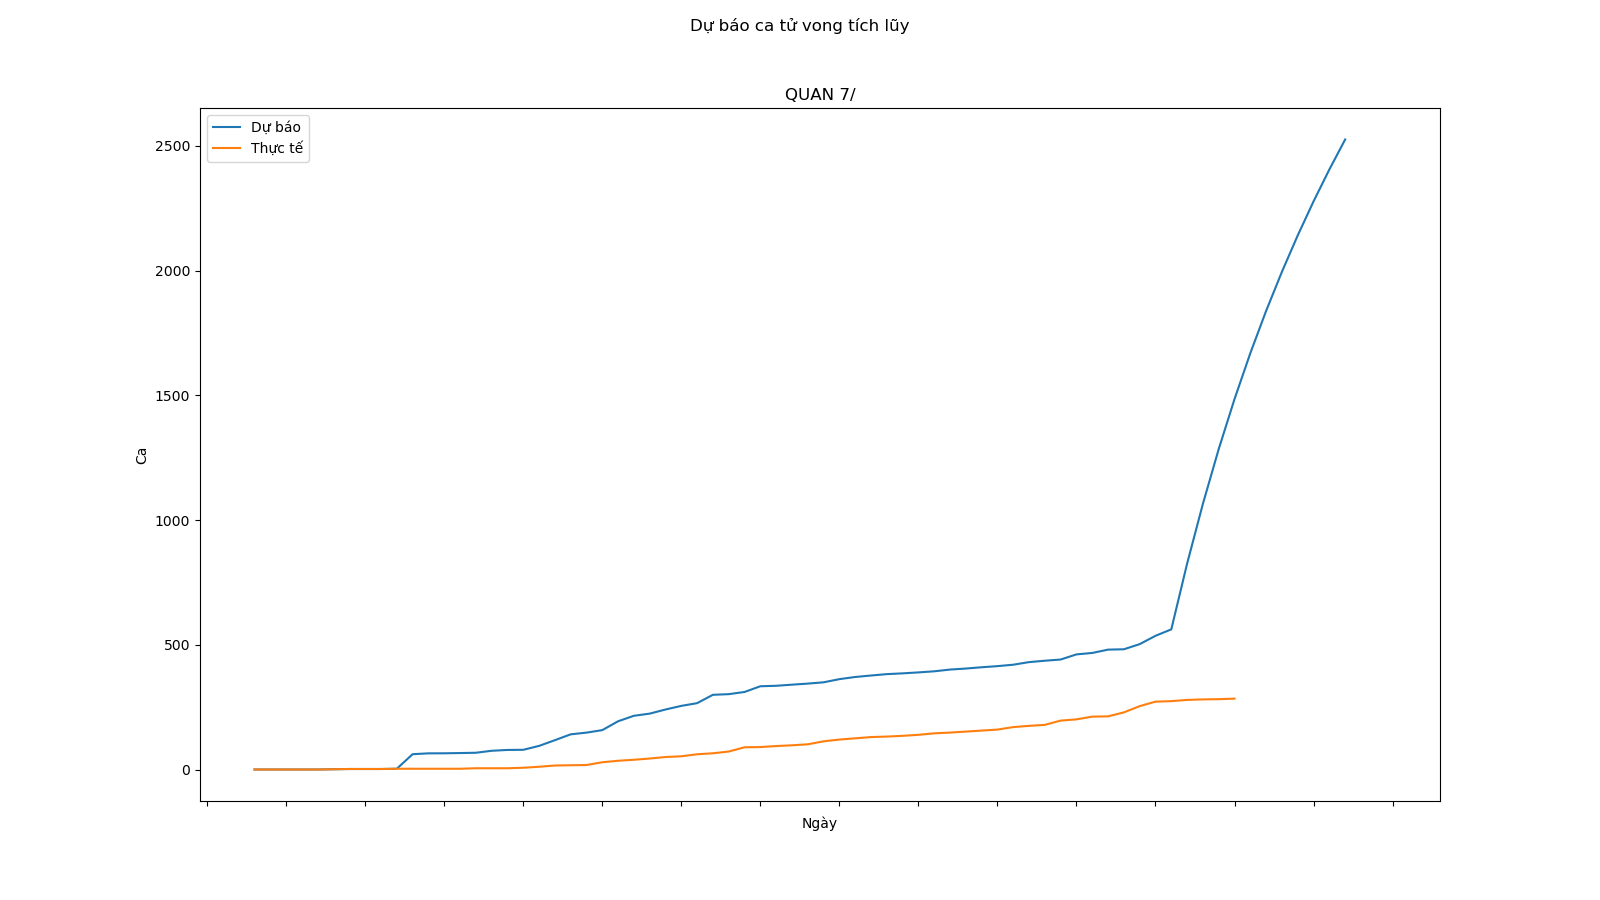 Dự báo ca tử vong tích lũy
QUAN 7/
Dự báo
Thực tế
2500
2000
1500
1000
500
0
Ca
Ngày